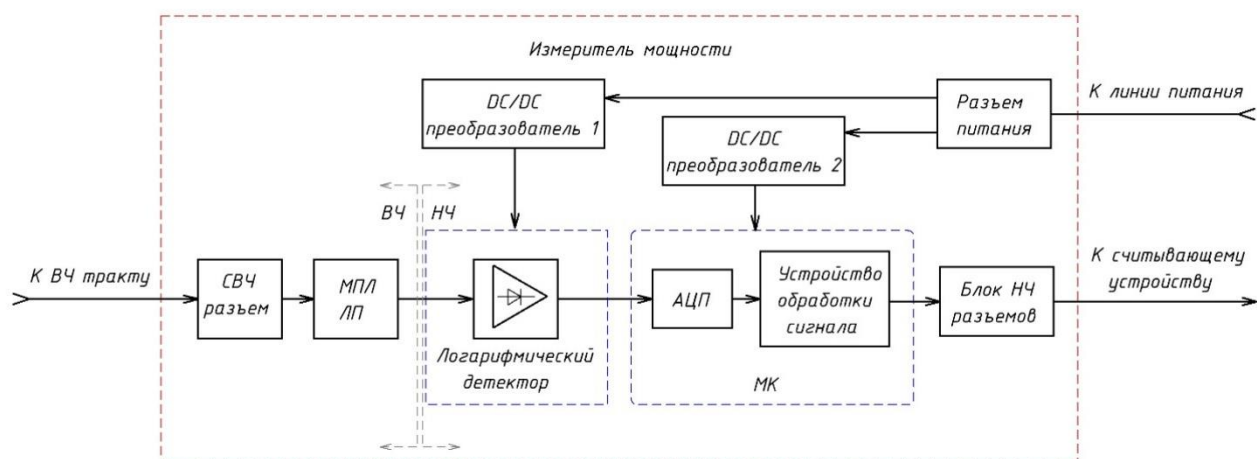 Измеритель мощности
DC/DC
преобразователь 1
DC/DC
преобразователь 2
Разъем
питания
К линии питания
ВЧ
НЧ
К ВЧ тракту
СВЧ
разъем
МПЛ
ЛП
Логарифмический
детектор
АЦП
Устройство
обработки
сигнала
МК
Блок НЧ
разъемов
К считывающему
устройству